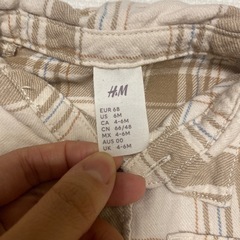 H&M
EUR 68
US 6M
CA 4-6M
CN 66/48
MX 4-6M
AUS 00
UK 4-6M